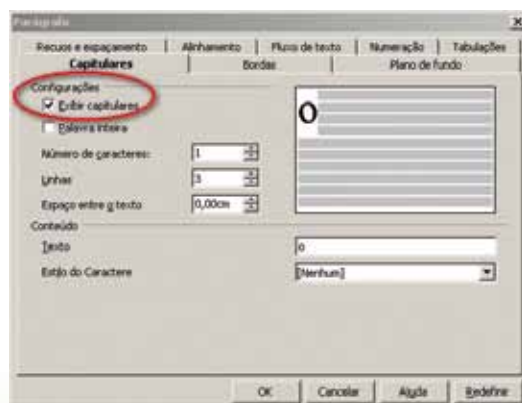 Parágrafo
Recuos e espaçamento Alinhamento Fluxo de texto Numeração Tabulações
Capitulares Bordas Plano de fundo
Configurações
Exibir capitulares
Palavra inteira
Número de caracteres: 1
Linhas 3
Espaço entre o texto 0,00cm
O
Conteúdo
Texto o
Estilo do Caractere [Nenhum]
OK Cancelar Ajuda Redefinir